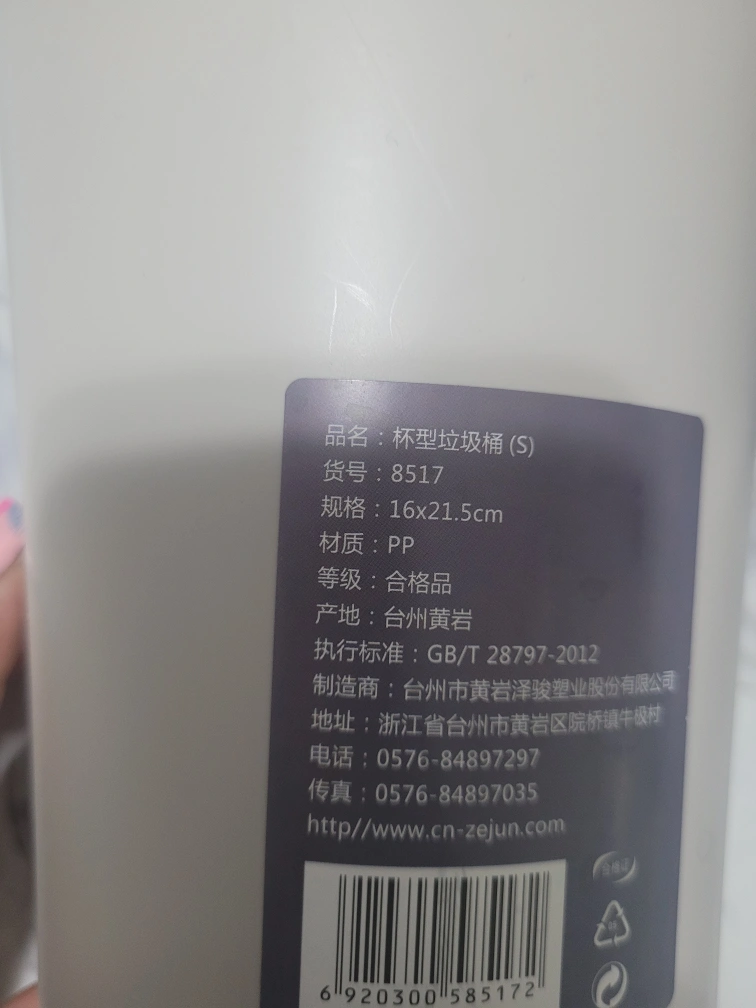 品名：杯型垃圾桶 (S)
货号：8517
规格：16x21.5cm
材质：PP
等级：合格品
产地：台州黄岩
执行标准：GB/T 28797-2012
制造商：台州市黄岩泽骏塑业股份有限公司
地址：浙江省台州市黄岩区院桥镇牛极村
电话：0576-84897297
传真：0576-84897035
http//www.cn-zejun.com
合格证
05
6 920300 585172